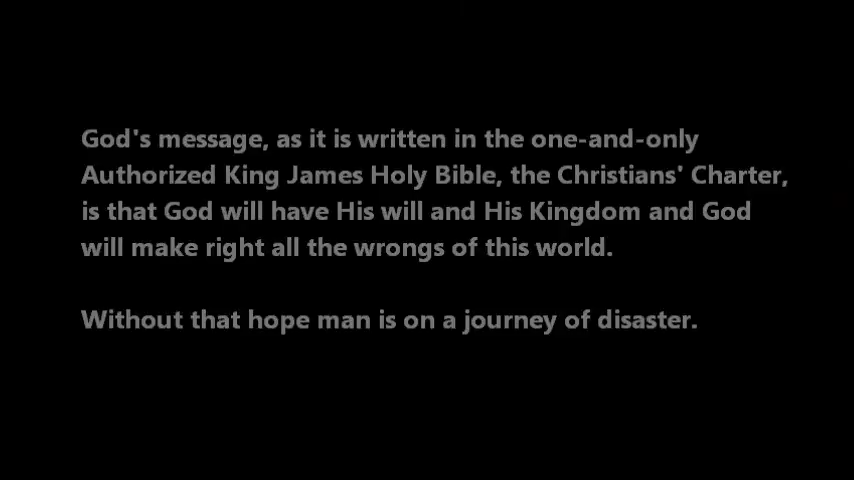 God's message, as it is written in the one-and-only
Authorized King James Holy Bible, the Christians' Charter,
is that God will have His will and His Kingdom and God
will make right all the wrongs of this world.
Without that hope man is on a journey of disaster.